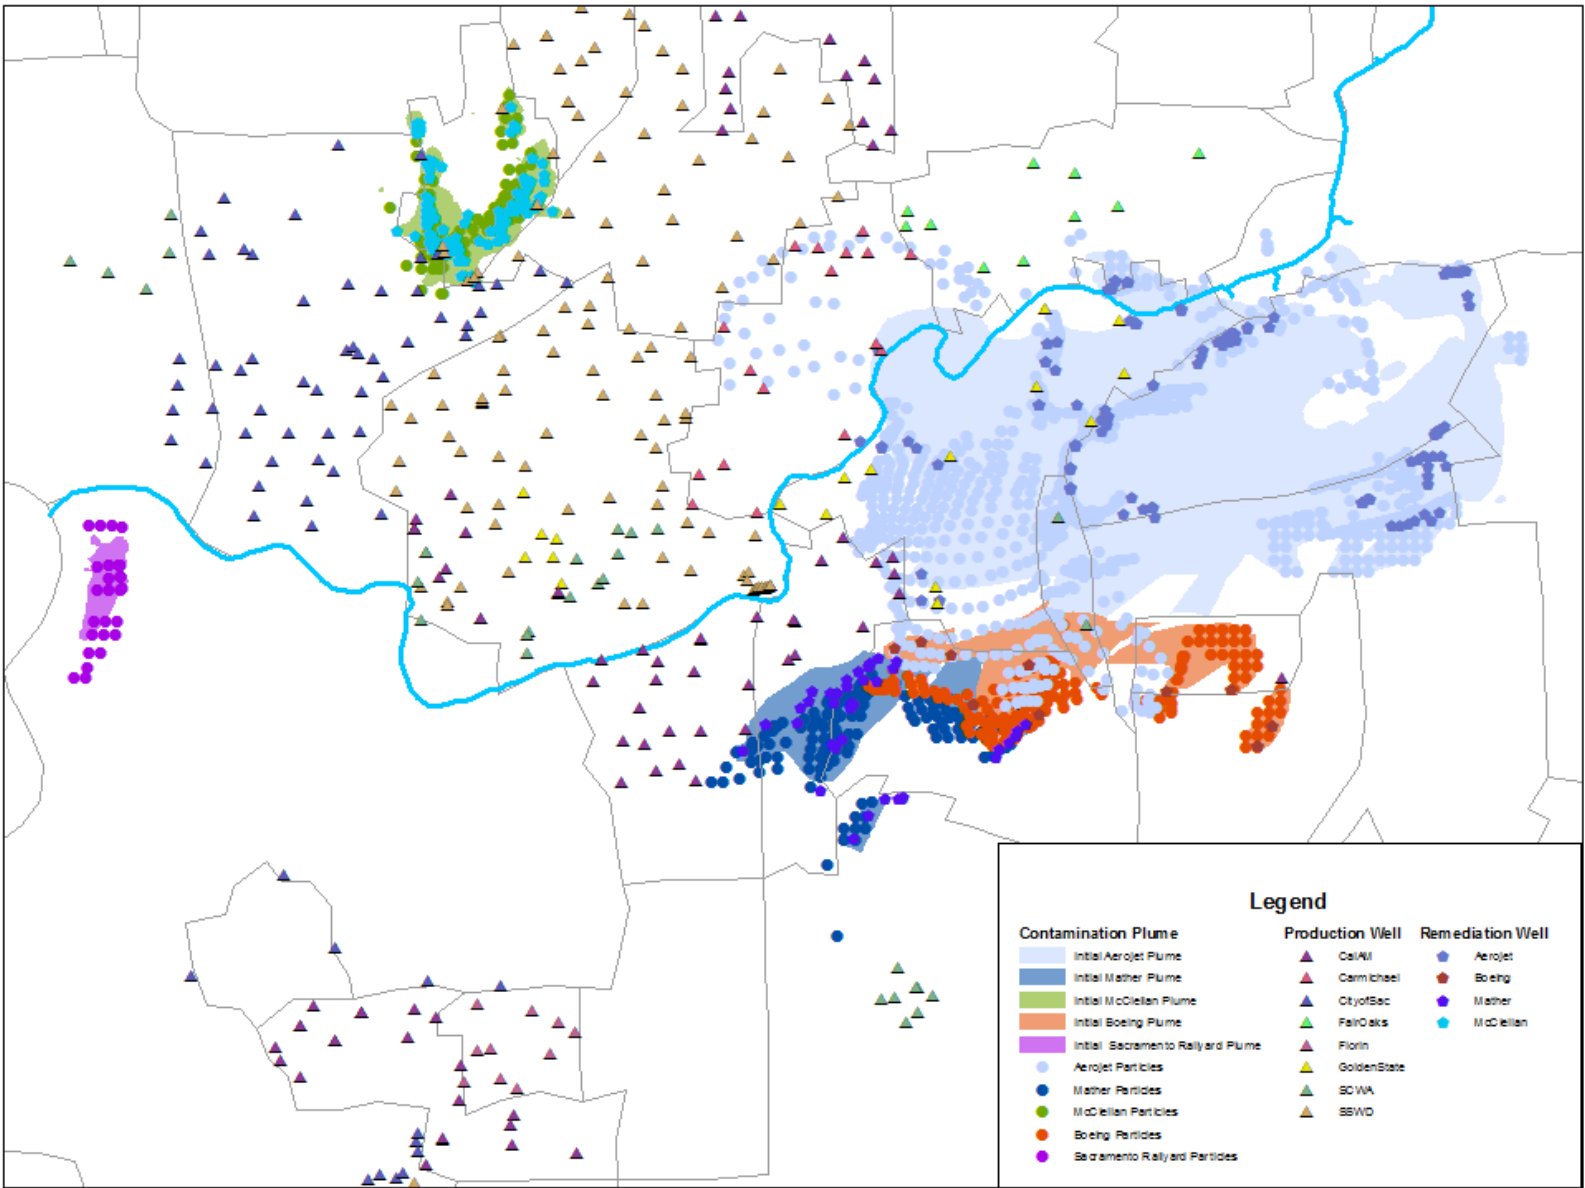 Legend
Contamination Plume
Initial Aerojet Plume
Initial Mather Plume
Initial McClellan Plume
Initial Boeing Plume
Initial Sacramento Railyard Plume
Aerojet Particles
Mather Particles
McClellan Particles
Boeing Particles
Sacramento Railyard Particles
Production Well
CalAM
Carmichael
CityofSac
FairOaks
Florin
GoldenState
SCWA
SSWD
Remediation Well
Aerojet
Boeing
Mather
McClellan